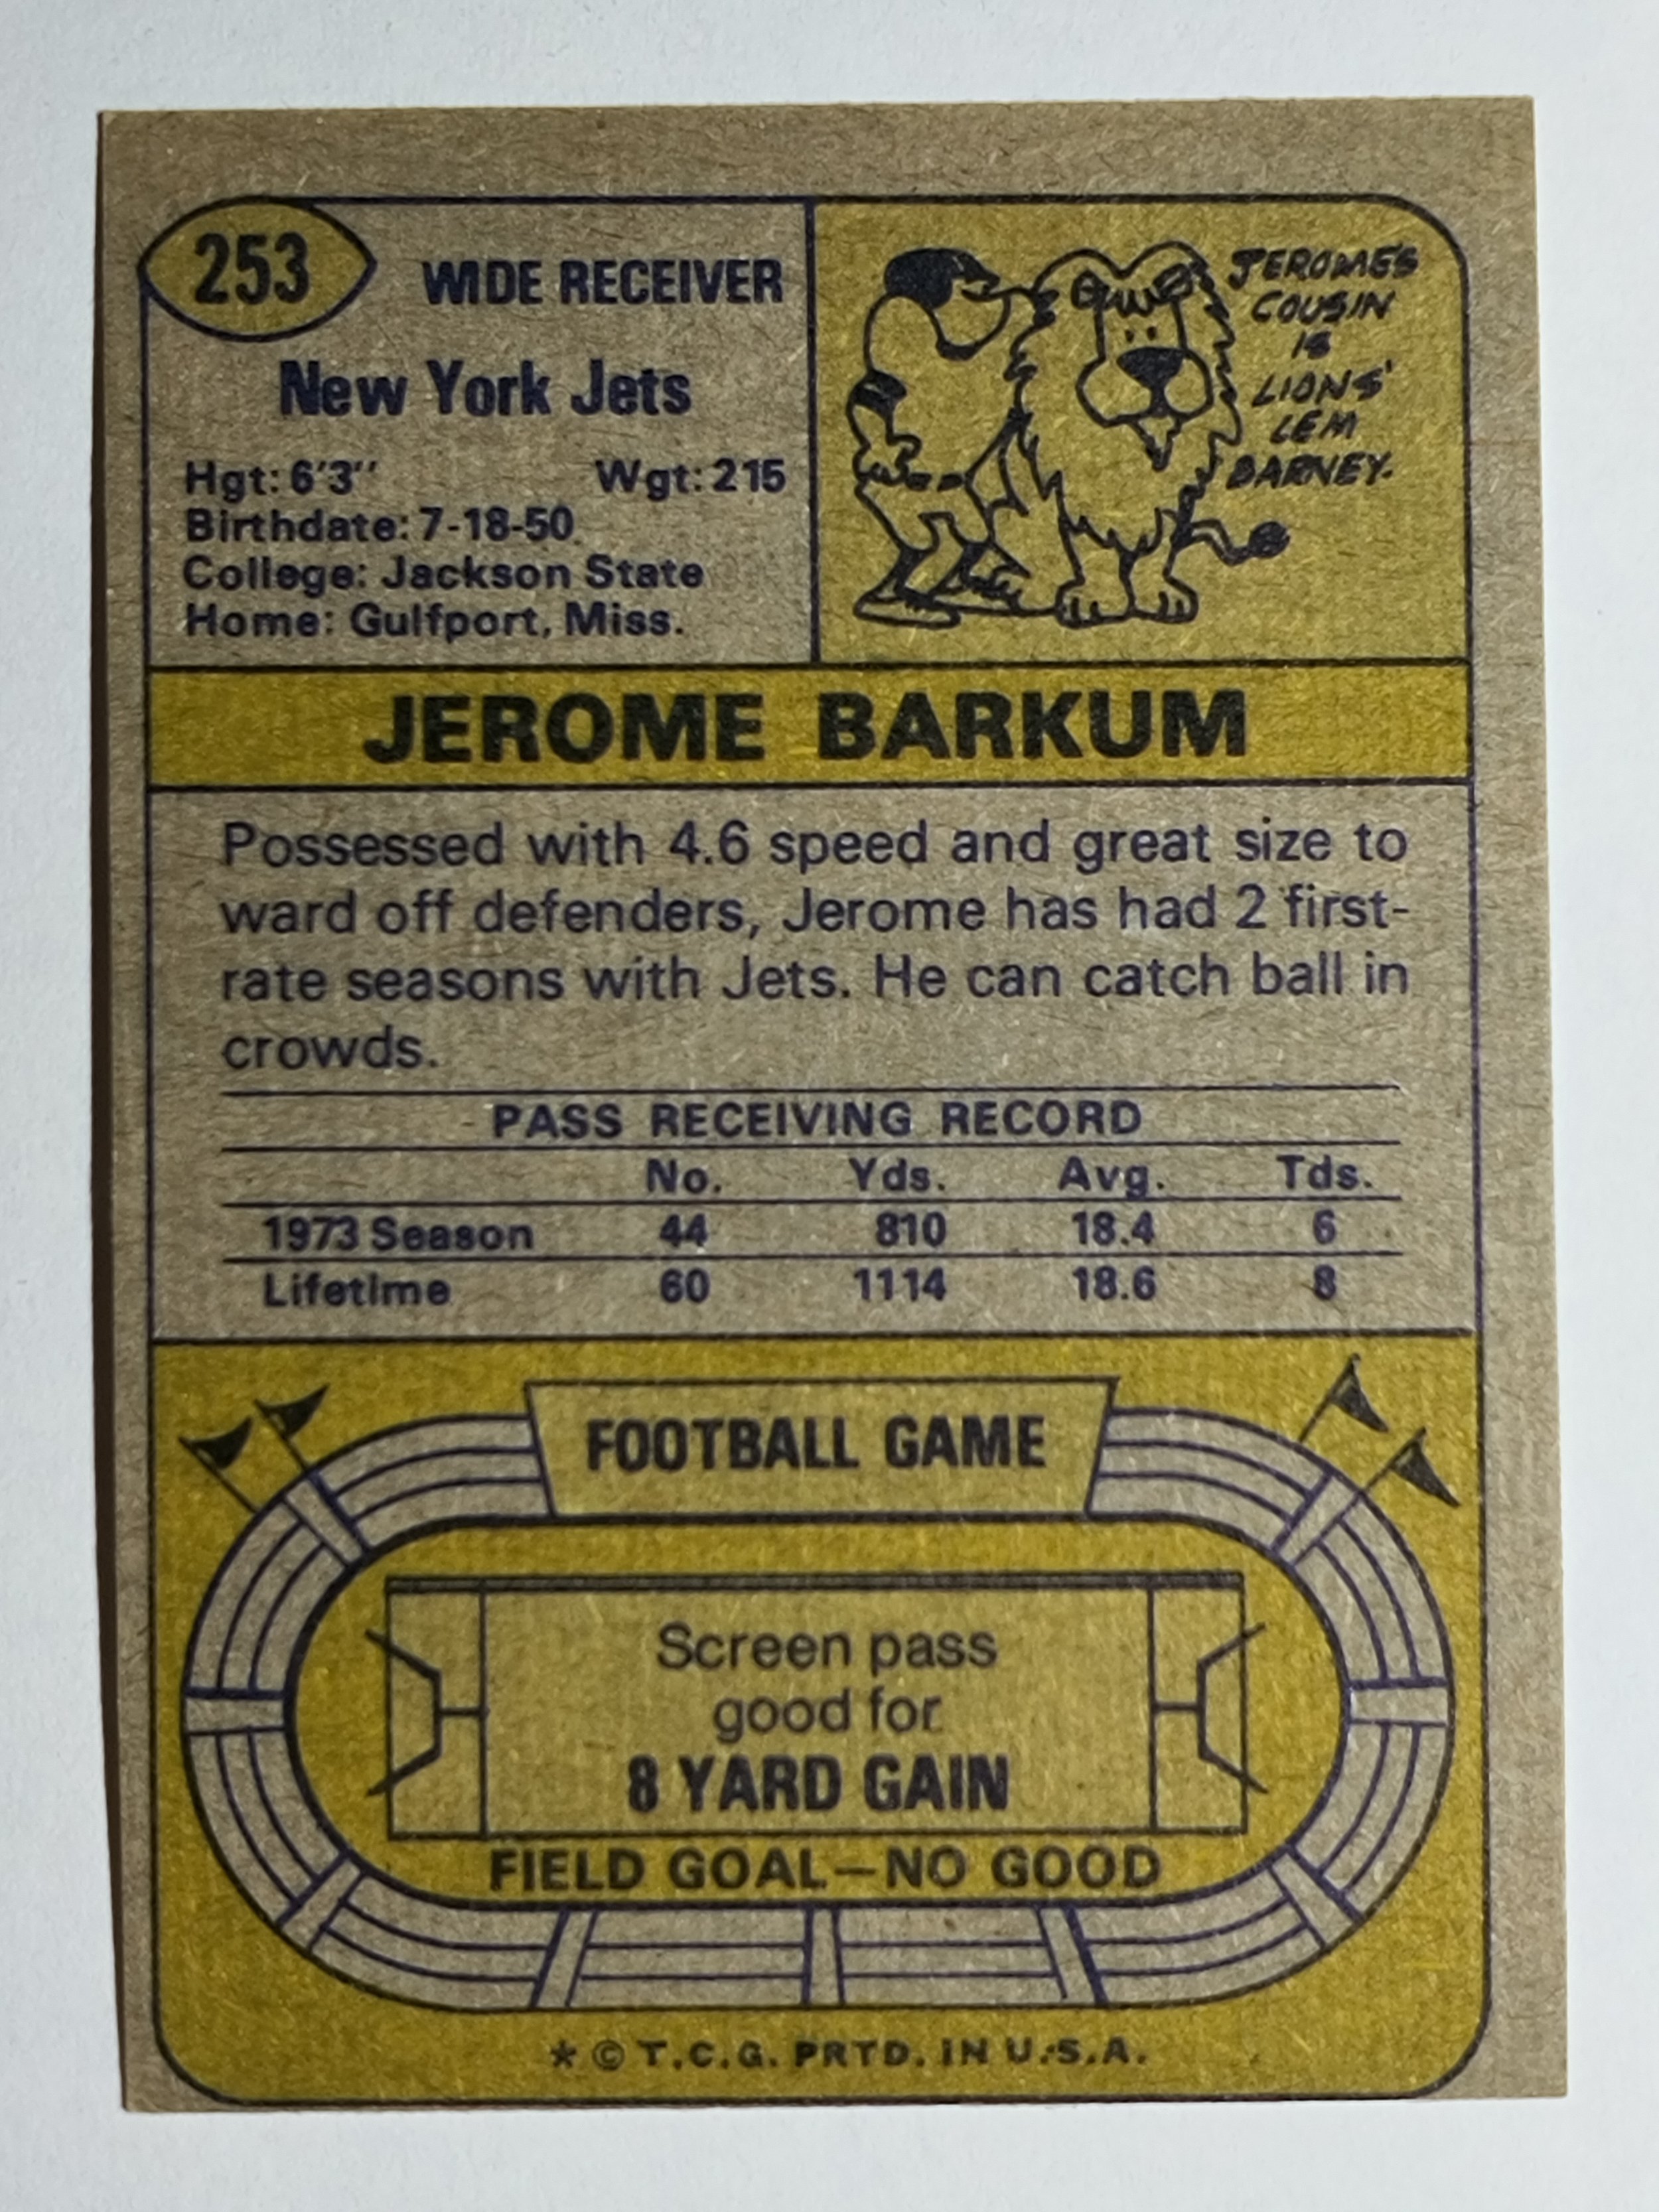 253
WIDE RECEIVER
New York Jets
Hgt: 6'3'' Wgt: 215
Birthdate: 7-18-50
College: Jackson State
Home: Gulfport, Miss.
JEROME'S
COUSIN
IS
LIONS'
LEM
BARNEY.
JEROME BARKUM
Possessed with 4.6 speed and great size to
ward off defenders, Jerome has had 2 first-
rate seasons with Jets. He can catch ball in
crowds.
PASS RECEIVING RECORD
No. Yds. Avg. Tds.
1973 Season 44 810 18.4 6
Lifetime 60 1114 18.6 8
FOOTBALL GAME
Screen pass
good for
8 YARD GAIN
FIELD GOAL—NO GOOD
* © T.C.G. PRTD. IN U.S.A.